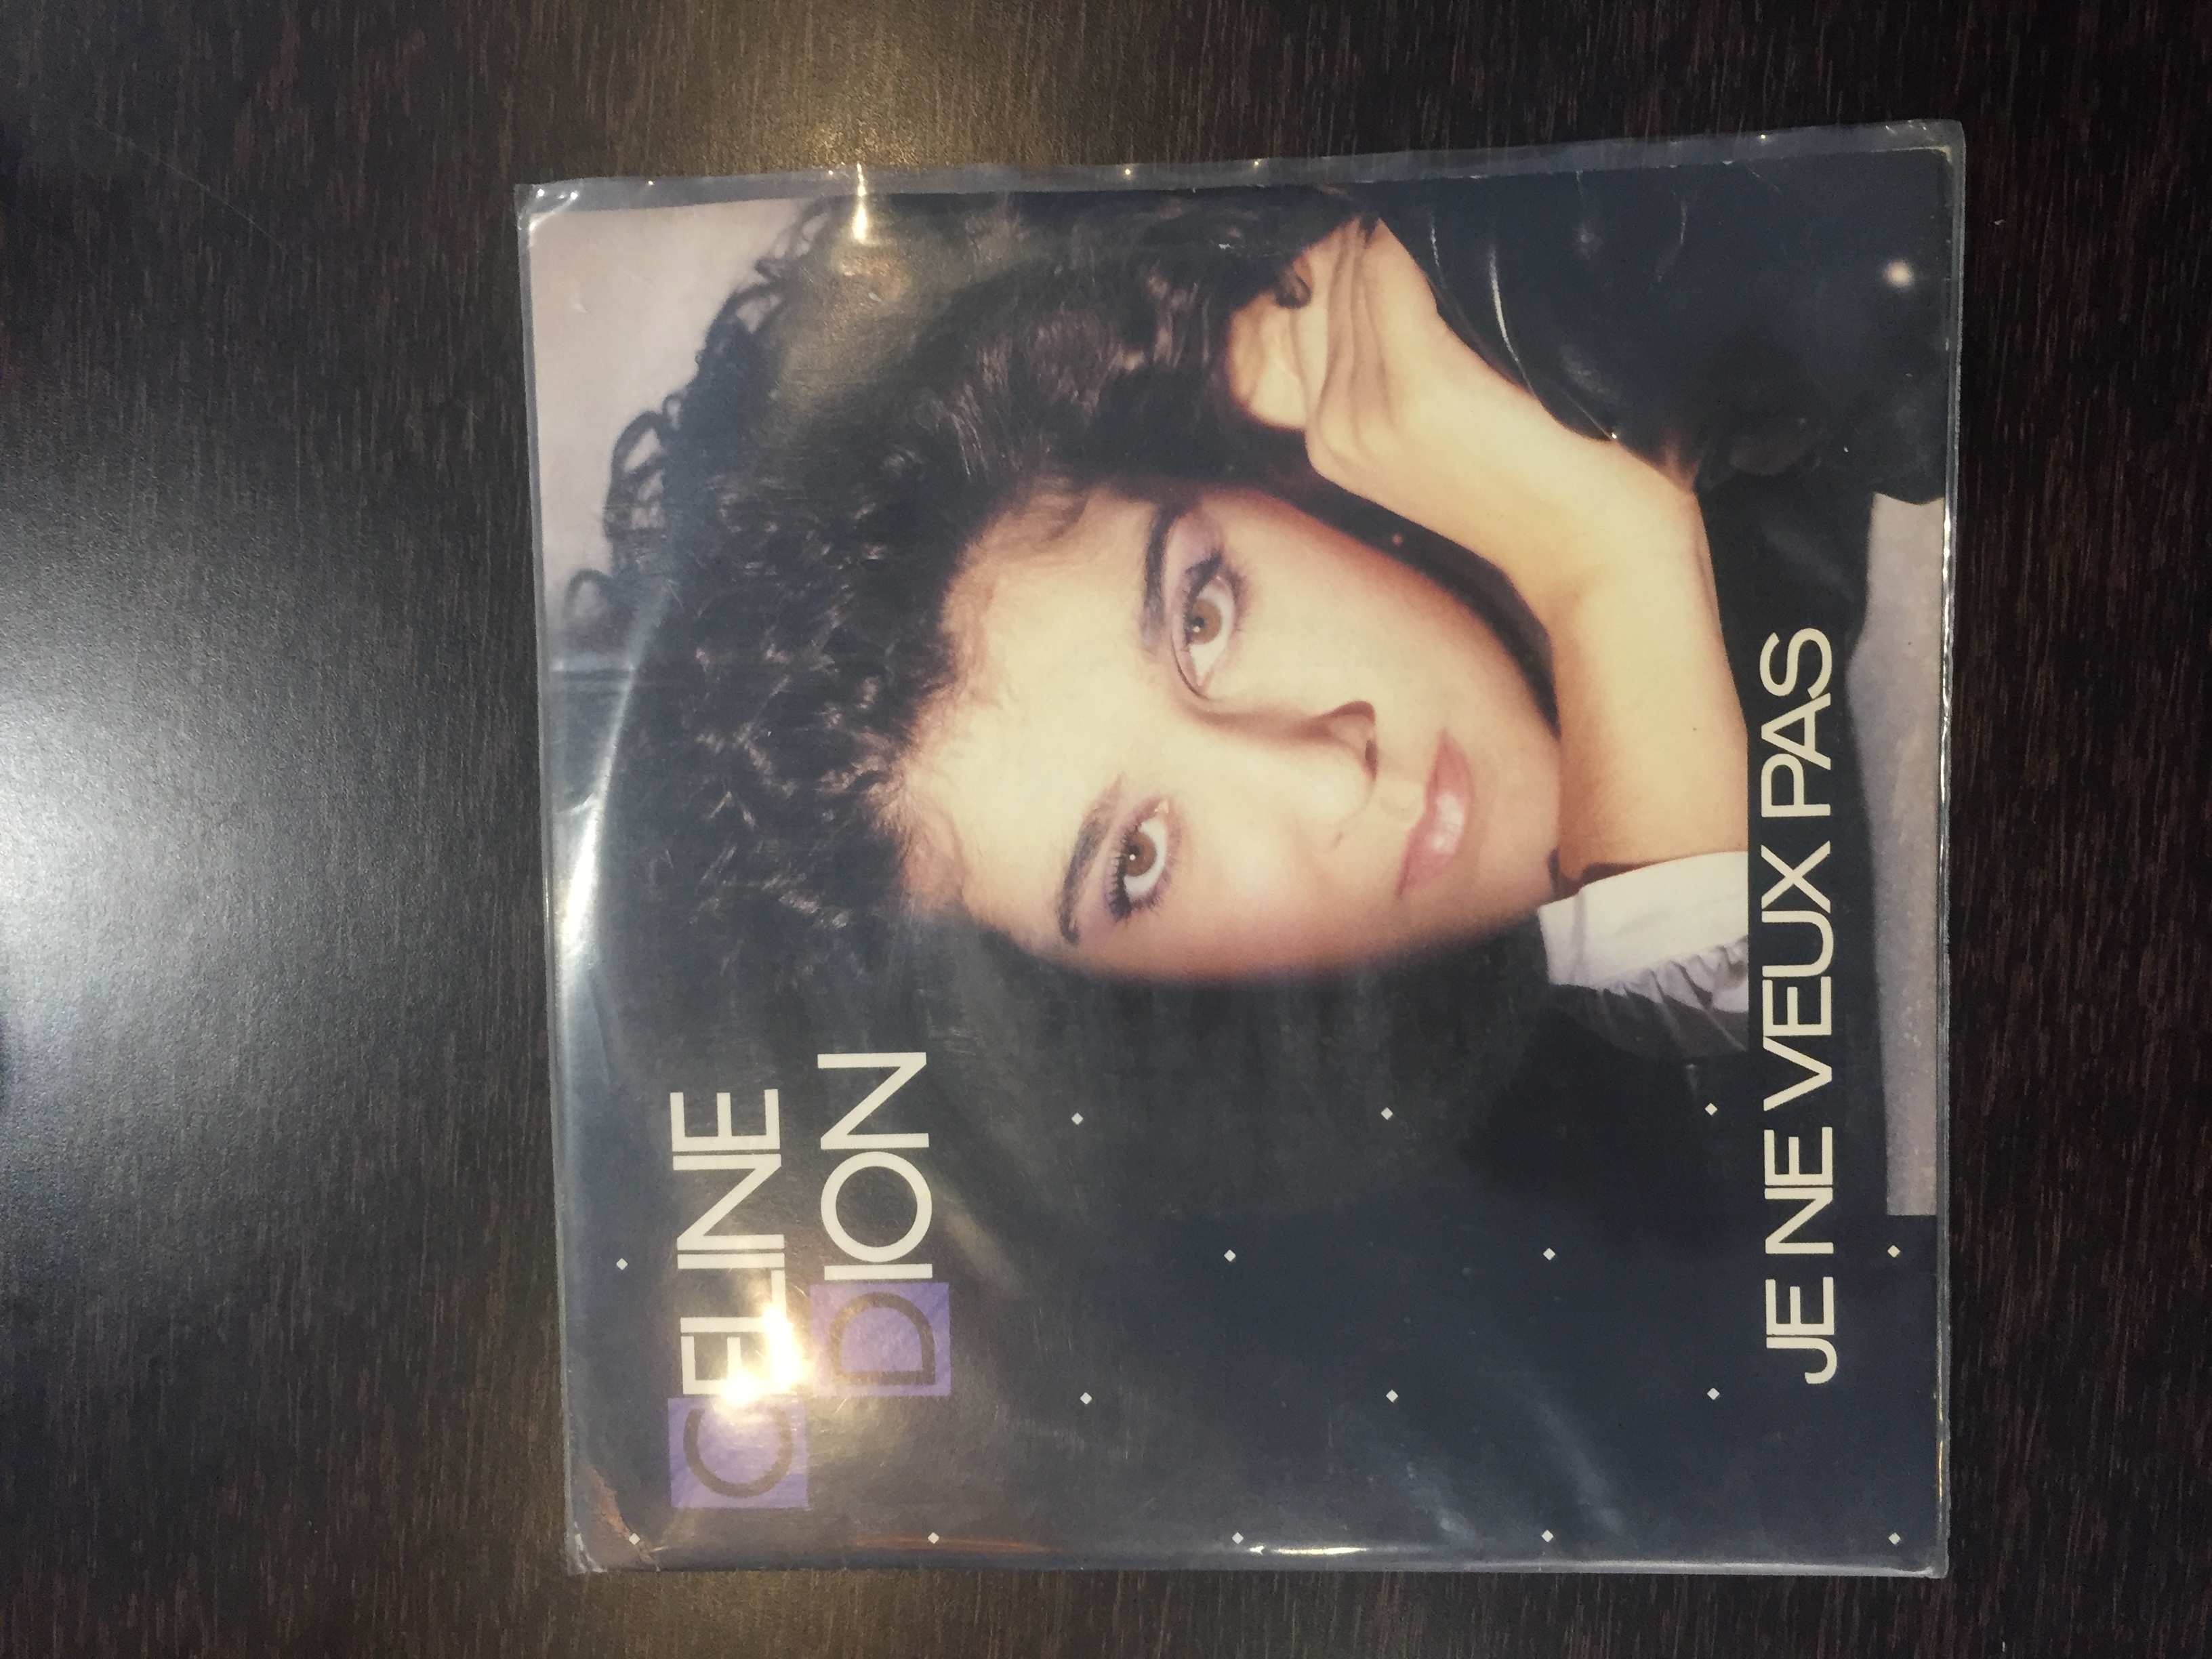 CELINE
DION
JE NE VEUX PAS